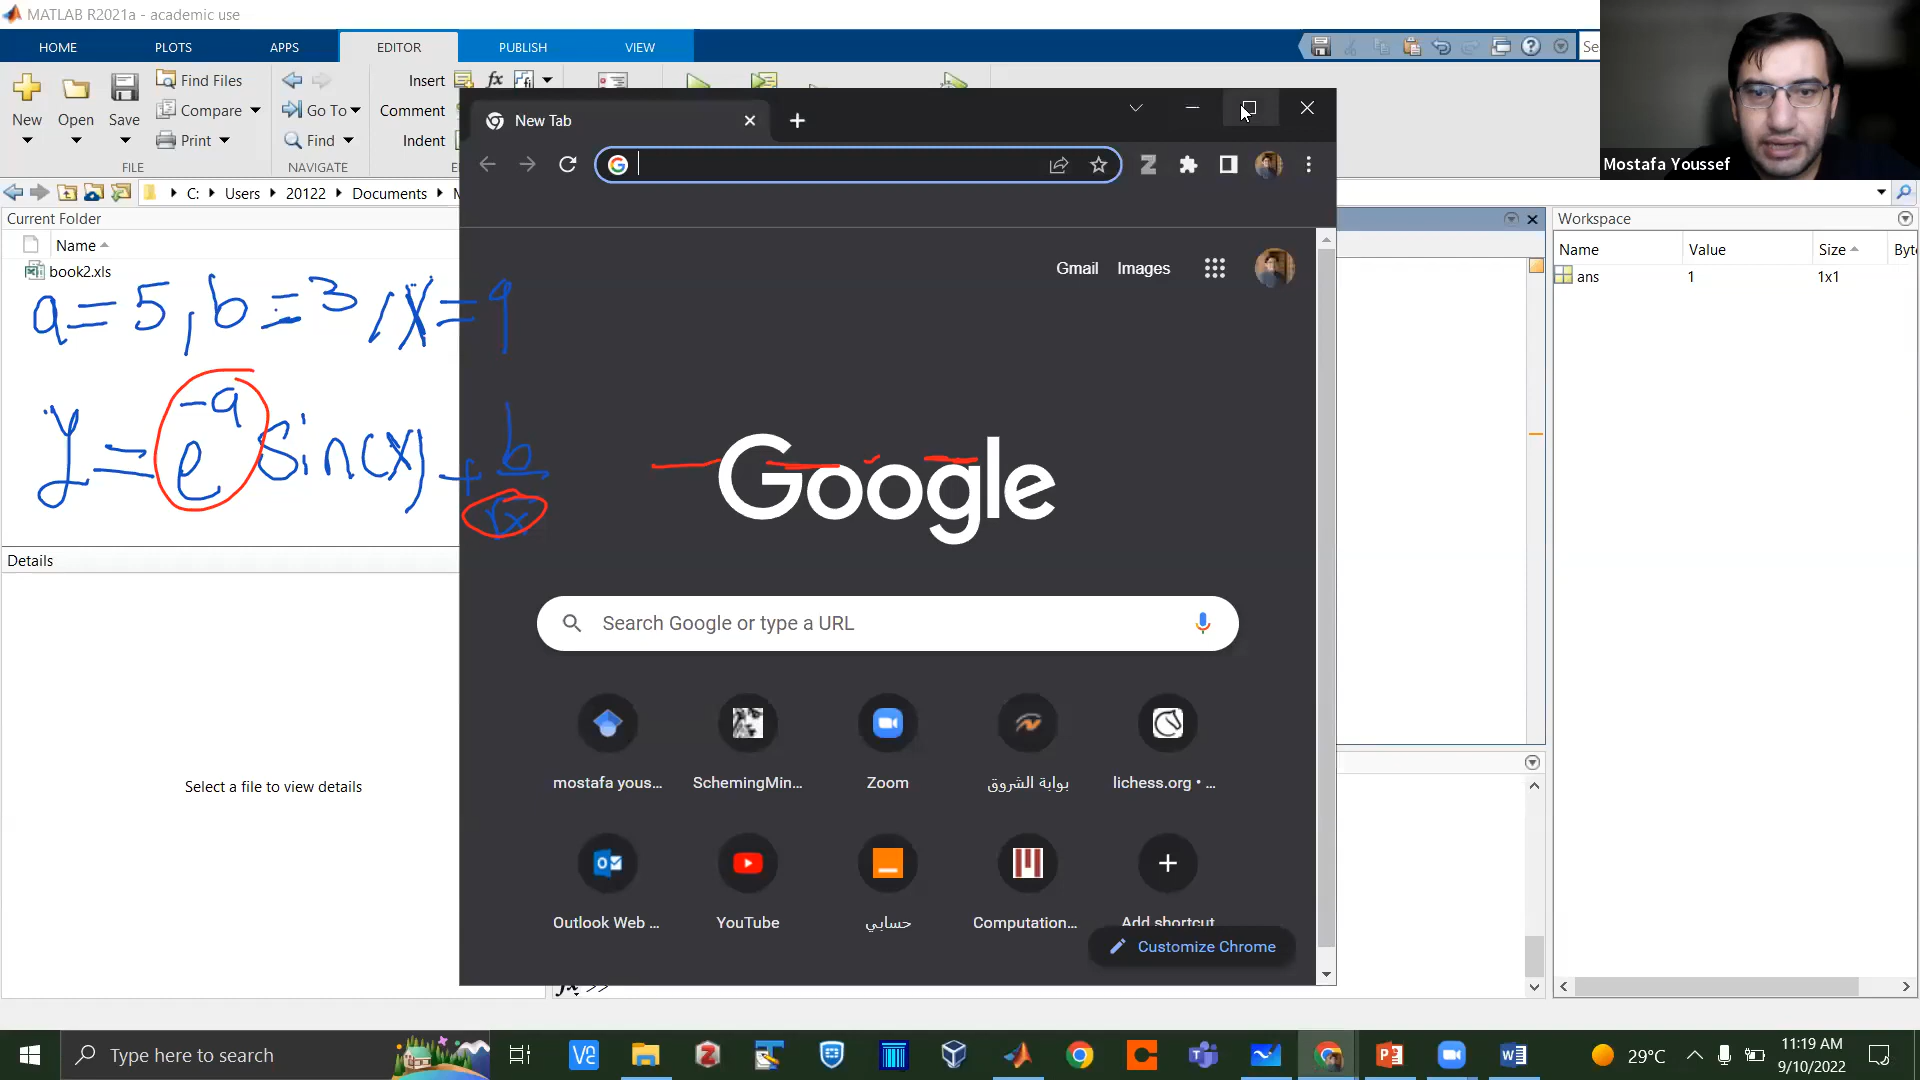 MATLAB R2021a - academic use
HOME PLOTS APPS EDITOR PUBLISH VIEW
Se
New Open Save
Find Files
Compare
Print
FILE
Go To
Find
NAVIGATE
Insert
Comment
Indent
fx
Mostafa Youssef
C: Users 20122 Documents
New Tab
Current Folder
Name
book2.xls
a = 5, b = 3, x = 9
y = e^-a sin(x) + b/√x
Details
Select a file to view details
Gmail Images
Google
Search Google or type a URL
mostafa yous...
SchemingMin...
Zoom
بوابة الشروق
lichess.org • ...
Outlook Web ...
YouTube
حسابي
Computation...
Add shortcut
Customize Chrome
fx >>
Workspace
Name Value Size Byt
ans 1 1x1
Type here to search
29°C
11:19 AM
9/10/2022